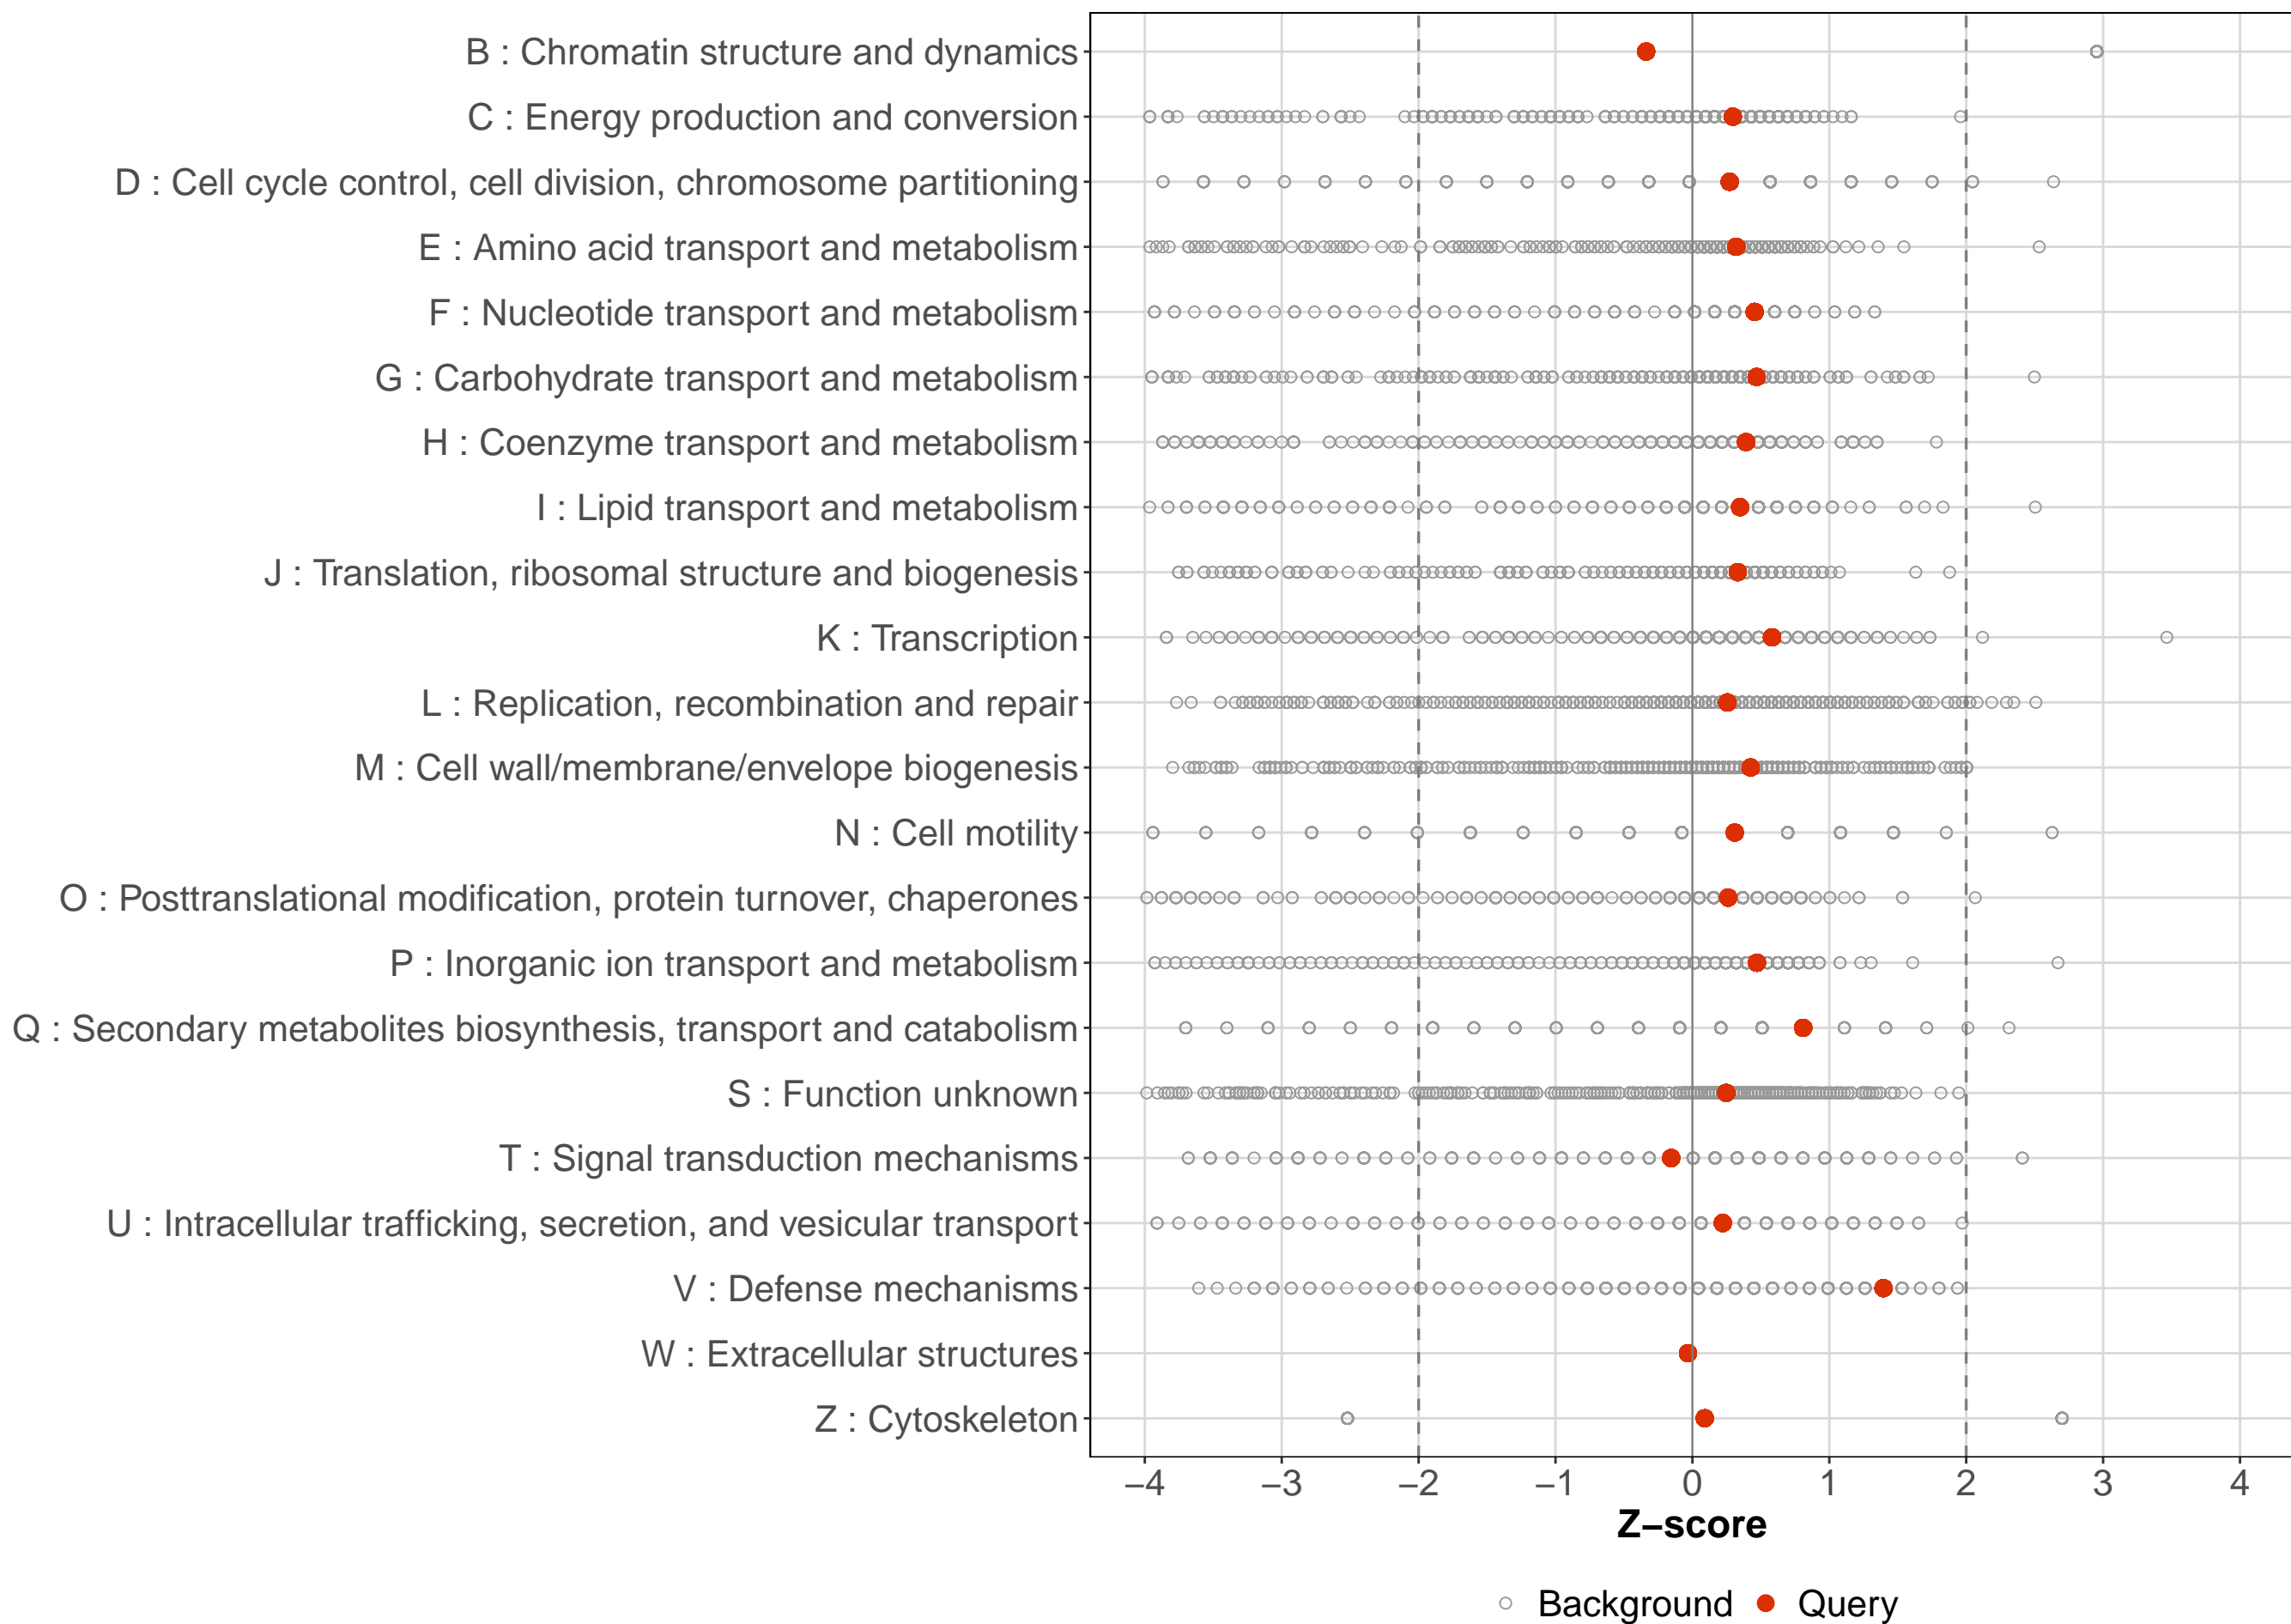 B : Chromatin structure and dynamics
C : Energy production and conversion
D : Cell cycle control, cell division, chromosome partitioning
E : Amino acid transport and metabolism
F : Nucleotide transport and metabolism
G : Carbohydrate transport and metabolism
H : Coenzyme transport and metabolism
I : Lipid transport and metabolism
J : Translation, ribosomal structure and biogenesis
K : Transcription
L : Replication, recombination and repair
M : Cell wall/membrane/envelope biogenesis
N : Cell motility
O : Posttranslational modification, protein turnover, chaperones
P : Inorganic ion transport and metabolism
Q : Secondary metabolites biosynthesis, transport and catabolism
S : Function unknown
T : Signal transduction mechanisms
U : Intracellular trafficking, secretion, and vesicular transport
V : Defense mechanisms
W : Extracellular structures
Z : Cytoskeleton
−4 −3 −2 −1 0 1 2 3 4
Z−score
Background Query